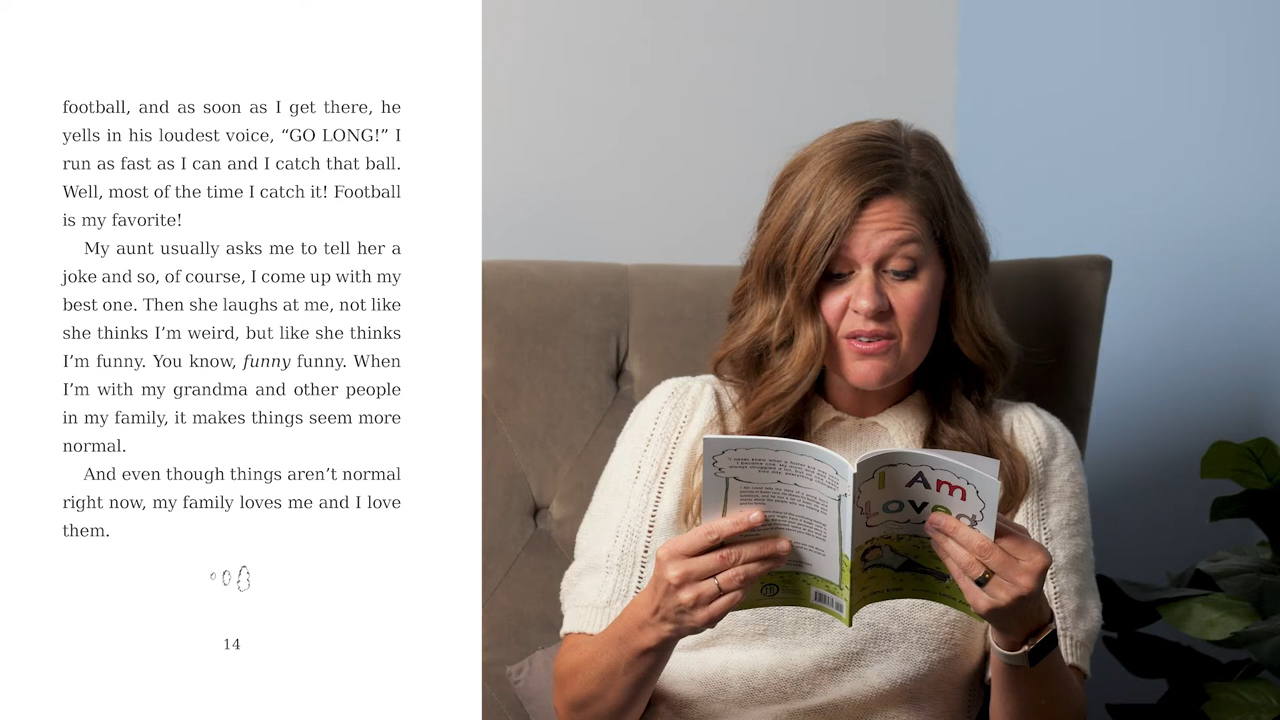 football, and as soon as I get there, he
yells in his loudest voice, “GO LONG!” I
run as fast as I can and I catch that ball.
Well, most of the time I catch it! Football
is my favorite!
My aunt usually asks me to tell her a
joke and so, of course, I come up with my
best one. Then she laughs at me, not like
she thinks I’m weird, but like she thinks
I’m funny. You know, funny funny. When
I’m with my grandma and other people
in my family, it makes things seem more
normal.
And even though things aren’t normal
right now, my family loves me and I love
them.
14
I Am
Loved